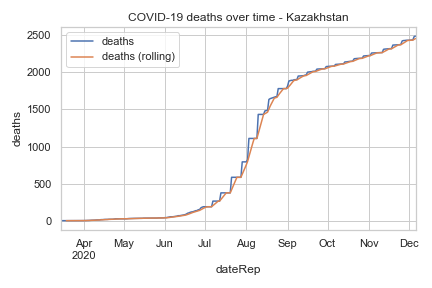 COVID-19 deaths over time - Kazakhstan
deaths
deaths (rolling)
2500
2000
1500
1000
500
0
deaths
Apr May Jun Jul Aug Sep Oct Nov Dec
2020
dateRep